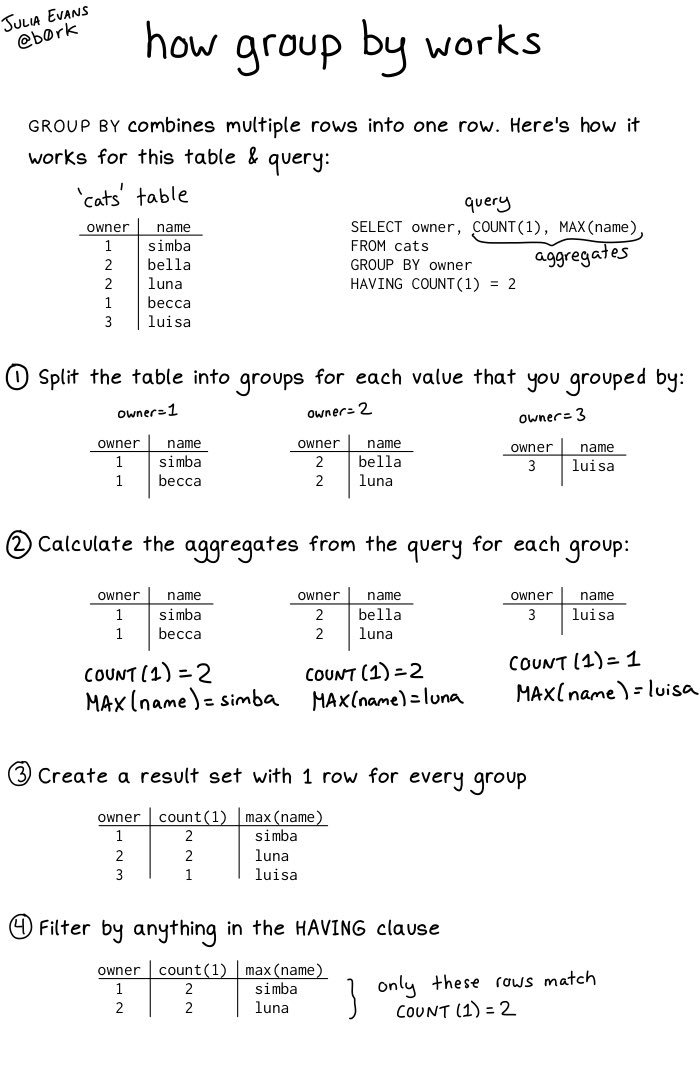 JULIA EVANS
@b0rk
how group by works
GROUP BY combines multiple rows into one row. Here's how it
works for this table & query:
'cats' table
owner name
1 simba
2 bella
2 luna
1 becca
3 luisa
query
SELECT owner, COUNT(1), MAX(name)
FROM cats
GROUP BY owner
HAVING COUNT(1) = 2
aggregates
① Split the table into groups for each value that you grouped by:
owner=1 owner=2 owner=3
owner name owner name owner name
1 simba 2 bella 3 luisa
1 becca 2 luna
② Calculate the aggregates from the query for each group:
owner name owner name owner name
1 simba 2 bella 3 luisa
1 becca 2 luna
COUNT(1)=2 COUNT(1)=2 COUNT(1)=1
MAX(name)=simba MAX(name)=luna MAX(name)=luisa
③ Create a result set with 1 row for every group
owner count(1) max(name)
1 2 simba
2 2 luna
3 1 luisa
④ Filter by anything in the HAVING clause
owner count(1) max(name)
1 2 simba
2 2 luna
only these rows match
COUNT(1)=2